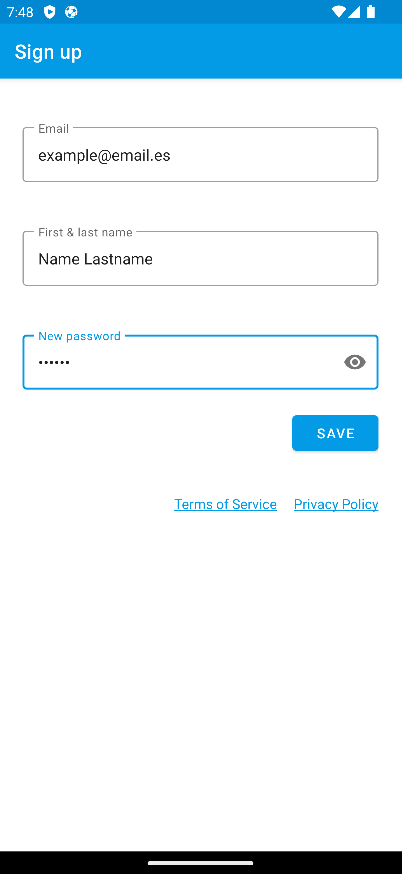 7:48
Sign up
Email
example@email.es
First & last name
Name Lastname
New password
••••••
SAVE
Terms of Service Privacy Policy